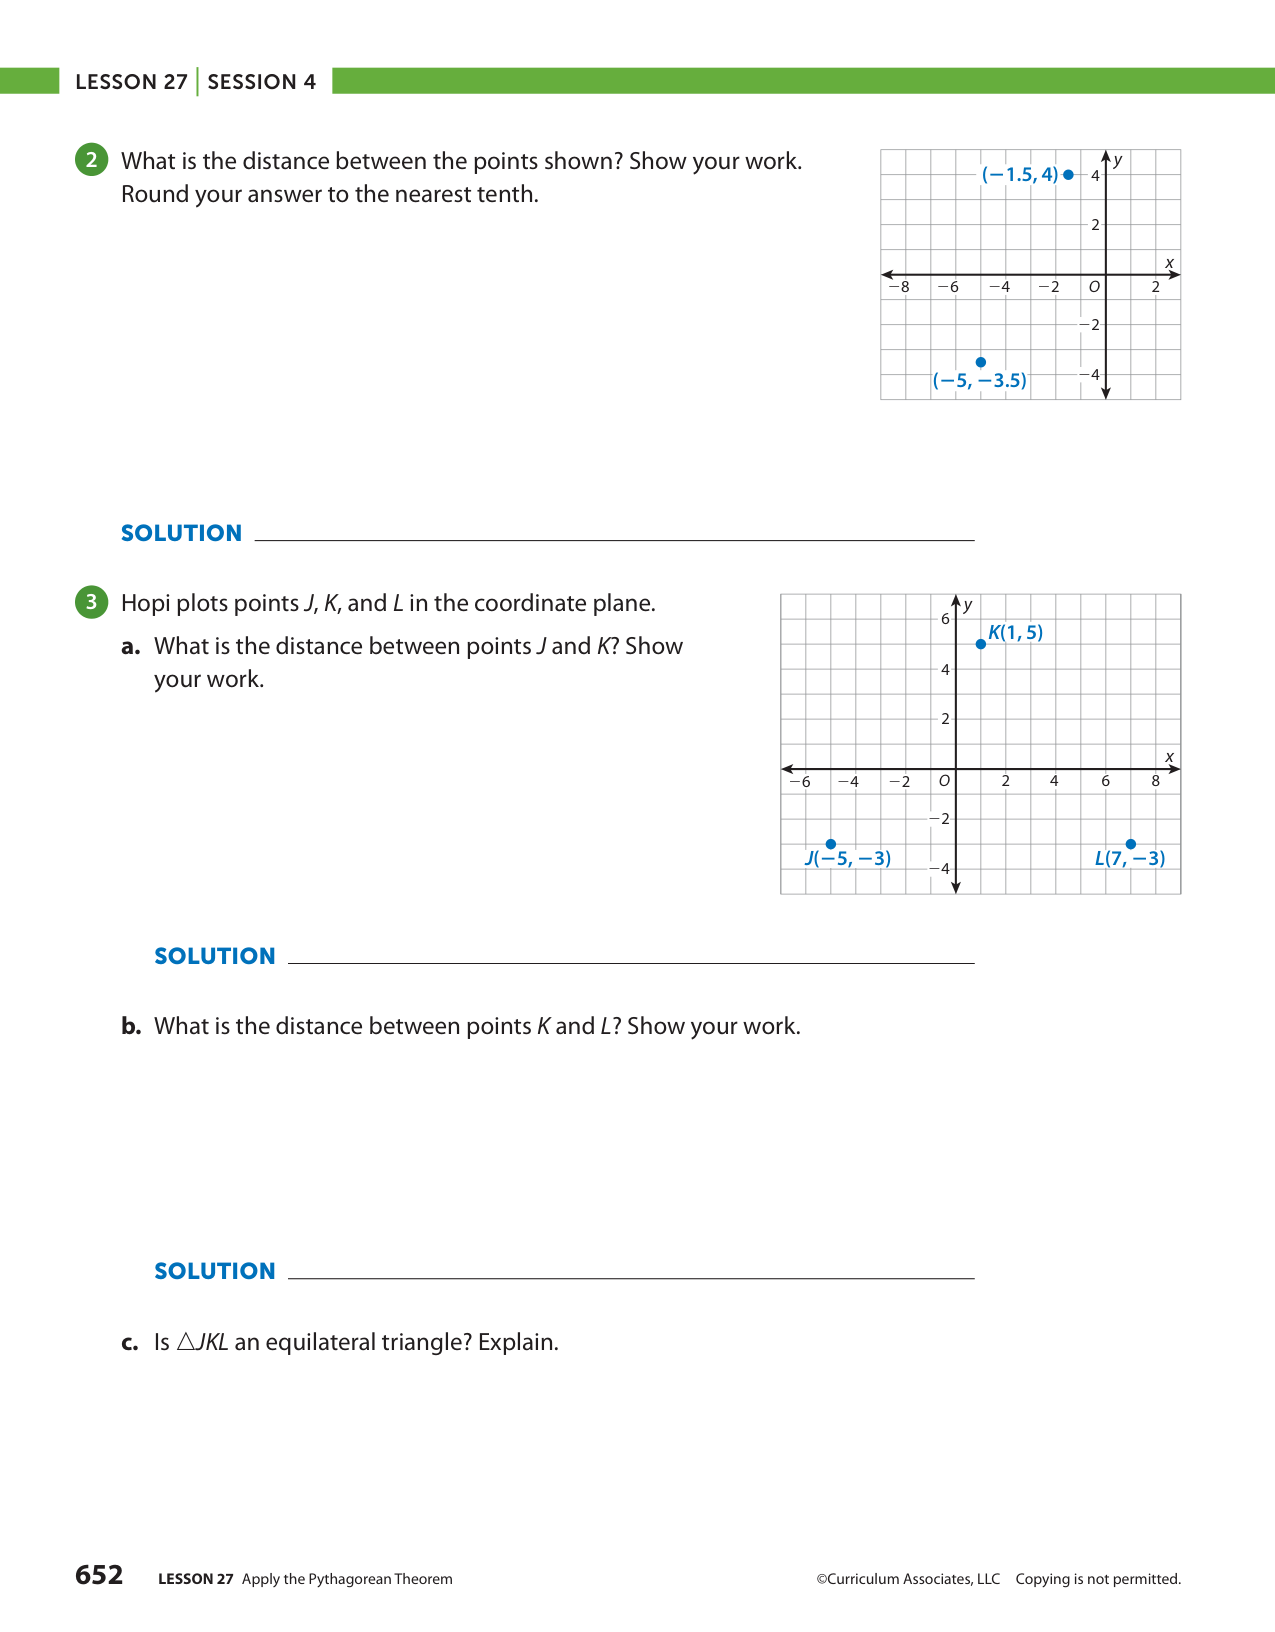 LESSON 27 | SESSION 4
2 What is the distance between the points shown? Show your work.
Round your answer to the nearest tenth.
y
(−1.5, 4) 4
2
x
−8 −6 −4 −2 O 2
−2
(−5, −3.5) −4
SOLUTION
3 Hopi plots points J, K, and L in the coordinate plane.
a. What is the distance between points J and K? Show
your work.
y
6
K(1, 5)
4
2
x
−6 −4 −2 O 2 4 6 8
−2
J(−5, −3) L(7, −3)
−4
SOLUTION
b. What is the distance between points K and L? Show your work.
SOLUTION
c. Is △JKL an equilateral triangle? Explain.
652 LESSON 27 Apply the Pythagorean Theorem ©Curriculum Associates, LLC Copying is not permitted.